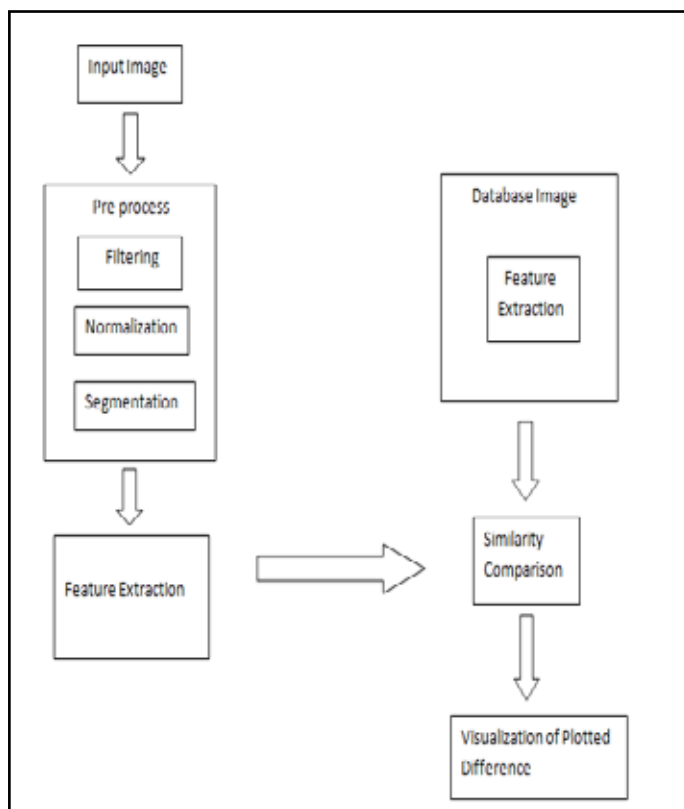 Input Image
Pre process
Filtering
Normalization
Segmentation
Feature Extraction
Database Image
Feature
Extraction
Similarity
Comparison
Visualization of Plotted
Difference